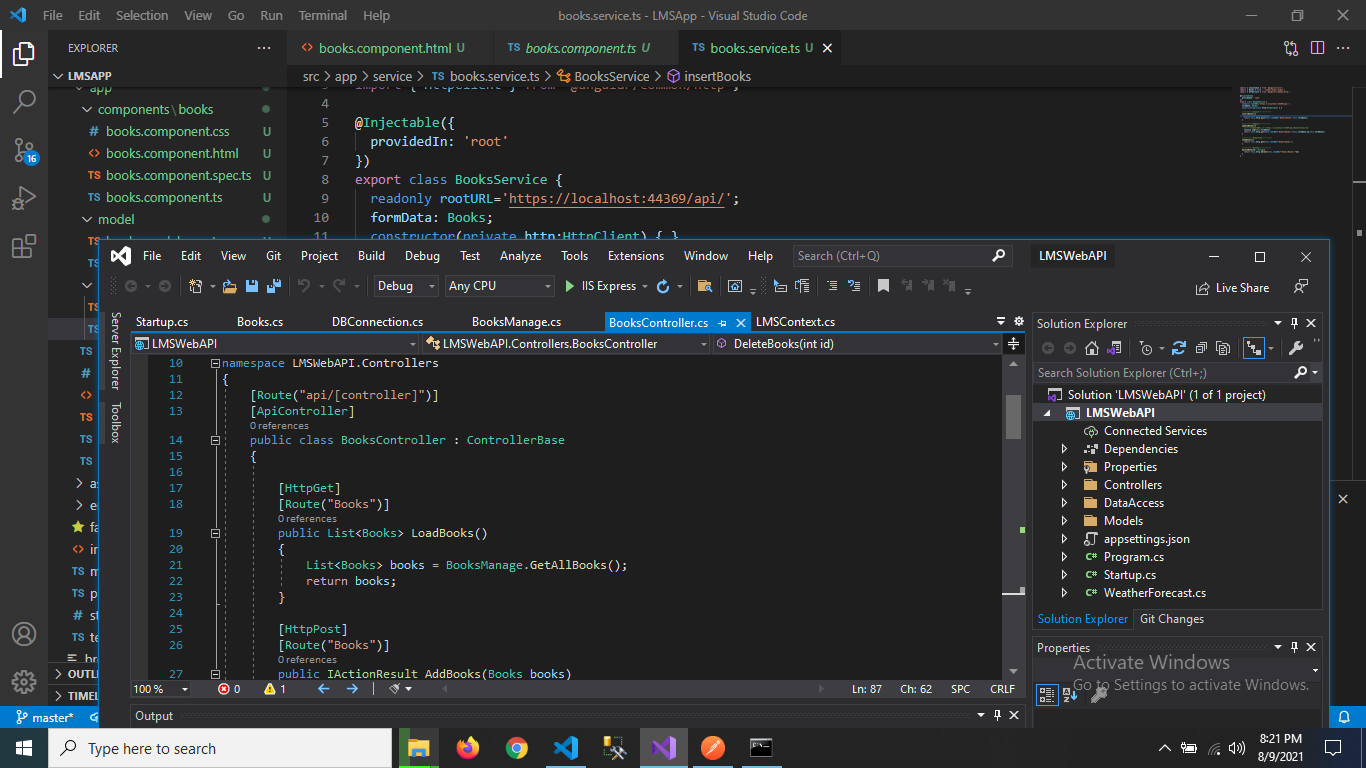 File Edit Selection View Go Run Terminal Help books.service.ts - LMSApp - Visual Studio Code
EXPLORER
books.component.html U
TS books.component.ts U
TS books.service.ts U
LMSAPP
src > app > service > TS books.service.ts > BooksService > insertBooks
app
components\books
# books.component.css U
books.component.html U
TS books.component.spec.ts U
TS books.component.ts U
model
4
5 @Injectable({
6 providedIn: 'root'
7 })
8 export class BooksService {
9 readonly rootURL='https://localhost:44369/api/';
10 formData: Books;
11 constructor(private http:HttpClient) { }
16
File Edit View Git Project Build Debug Test Analyze Tools Extensions Window Help Search (Ctrl+Q) LMSWebAPI
Debug Any CPU IIS Express Live Share
Server Explorer
Toolbox
Startup.cs Books.cs DBConnection.cs BooksManage.cs BooksController.cs LMSContext.cs
LMSWebAPI LMSWebAPI.Controllers.BooksController DeleteBooks(int id)
10 namespace LMSWebAPI.Controllers
11 {
12 [Route("api/[controller]")]
13 [ApiController]
0 references
14 public class BooksController : ControllerBase
15 {
16
17 [HttpGet]
18 [Route("Books")]
0 references
19 public List<Books> LoadBooks()
20 {
21 List<Books> books = BooksManage.GetAllBooks();
22 return books;
23 }
24
25 [HttpPost]
26 [Route("Books")]
0 references
27 public IActionResult AddBooks(Books books)
100 % 0 1 Ln: 87 Ch: 62 SPC CRLF
Output
Solution Explorer
Search Solution Explorer (Ctrl+;)
Solution 'LMSWebAPI' (1 of 1 project)
LMSWebAPI
Connected Services
Dependencies
Properties
Controllers
DataAccess
Models
appsettings.json
C# Program.cs
C# Startup.cs
C# WeatherForecast.cs
Solution Explorer Git Changes
Properties
Activate Windows
Go to Settings to activate Windows.
OUTL
TIMEL
master*
Type here to search
8:21 PM
8/9/2021